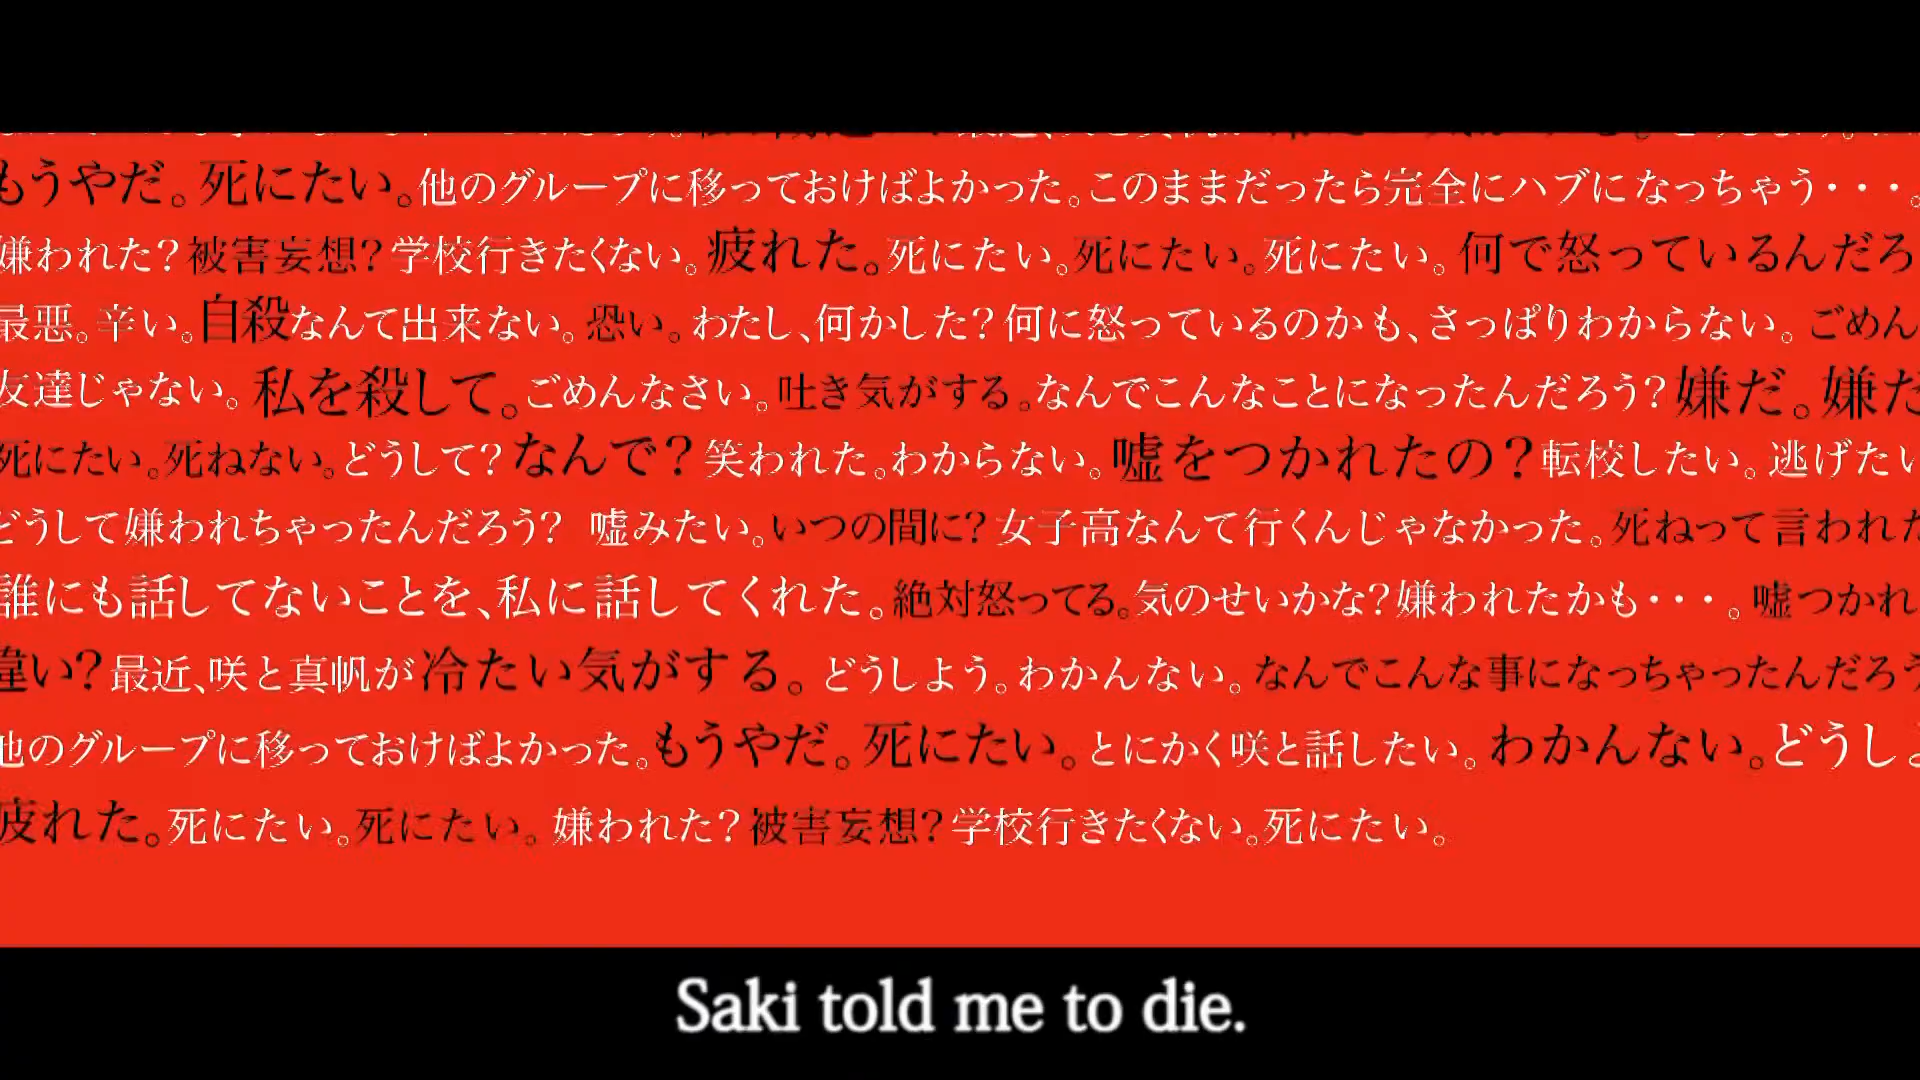 もうやだ。死にたい。他のグループに移っておけばよかった。このままだったら完全にハブになっちゃう・・・。
嫌われた?被害妄想?学校行きたくない。疲れた。死にたい。死にたい。死にたい。何で怒っているんだろ
最悪。辛い。自殺なんて出来ない。恐い。わたし、何かした?何に怒っているのかも、さっぱりわからない。ごめん
友達じゃない。私を殺して。ごめんなさい。吐き気がする。なんでこんなことになったんだろう?嫌だ。嫌だ
死にたい。死ねない。どうして?なんで?笑われた。わからない。嘘をつかれたの?転校したい。逃げたい
どうして嫌われちゃったんだろう? 嘘みたい。いつの間に?女子高なんて行くんじゃなかった。死ねって言われた
誰にも話してないことを、私に話してくれた。絶対怒ってる。気のせいかな?嫌われたかも・・・。嘘つかれ
違い?最近、咲と真帆が冷たい気がする。どうしよう。わかんない。なんでこんな事になっちゃったんだろう
他のグループに移っておけばよかった。もうやだ。死にたい。とにかく咲と話したい。わかんない。どうしよ
疲れた。死にたい。死にたい。嫌われた?被害妄想?学校行きたくない。死にたい。
Saki told me to die.